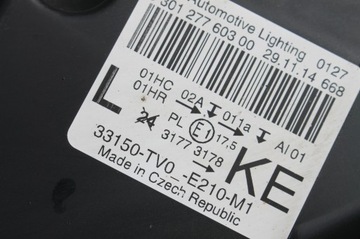 Automotive Lighting 0127
301 277 603 00 29.11.14 668
01HC 02A 011a AI 01
01HR
L PL E1 17,5
24 3177 3178 KE
33150-TV0_-E210-M1
Made in Czech Republic